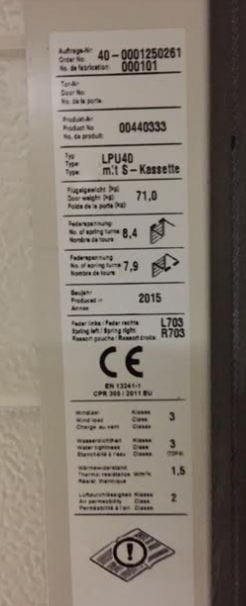 Auftrags-Nr
Order No 40-0001250261
No. de fabrication 000101
Tor-Nr
Door No
No. de la porte
Produkt-Nr
Product No 00440333
No. de produit
Typ LPU40
Type
Type: mit S-Kassette
Flügelgewicht (kg)
Door weight (kg) 71,0
Poids de la porte (kg)
Federspannung
No. of spring turns 8,4
Nombre de tours
Federspannung
No. of spring turns 7,9
Nombre de tours
Baujahr
Produced in 2015
Annee
Feder links / Feder rechts L703
Spring left / Spring right R703
Ressort gauche / Ressort droite
CE
EN 13241-1
CPR 305 / 2011 EU
Windlast Klasse
Wind load Class 3
Charge au vent Classe
Wasserdichtheit Klasse
Water tightness Class 3
Etanchéité à l'eau Classe
Wärmewiderstand
Thermal resistance W/m²k 1,5
Résist thermique
Luftdurchlässigkeit Klasse
Air permeability Class 2
Perméabilité à l'air Classe